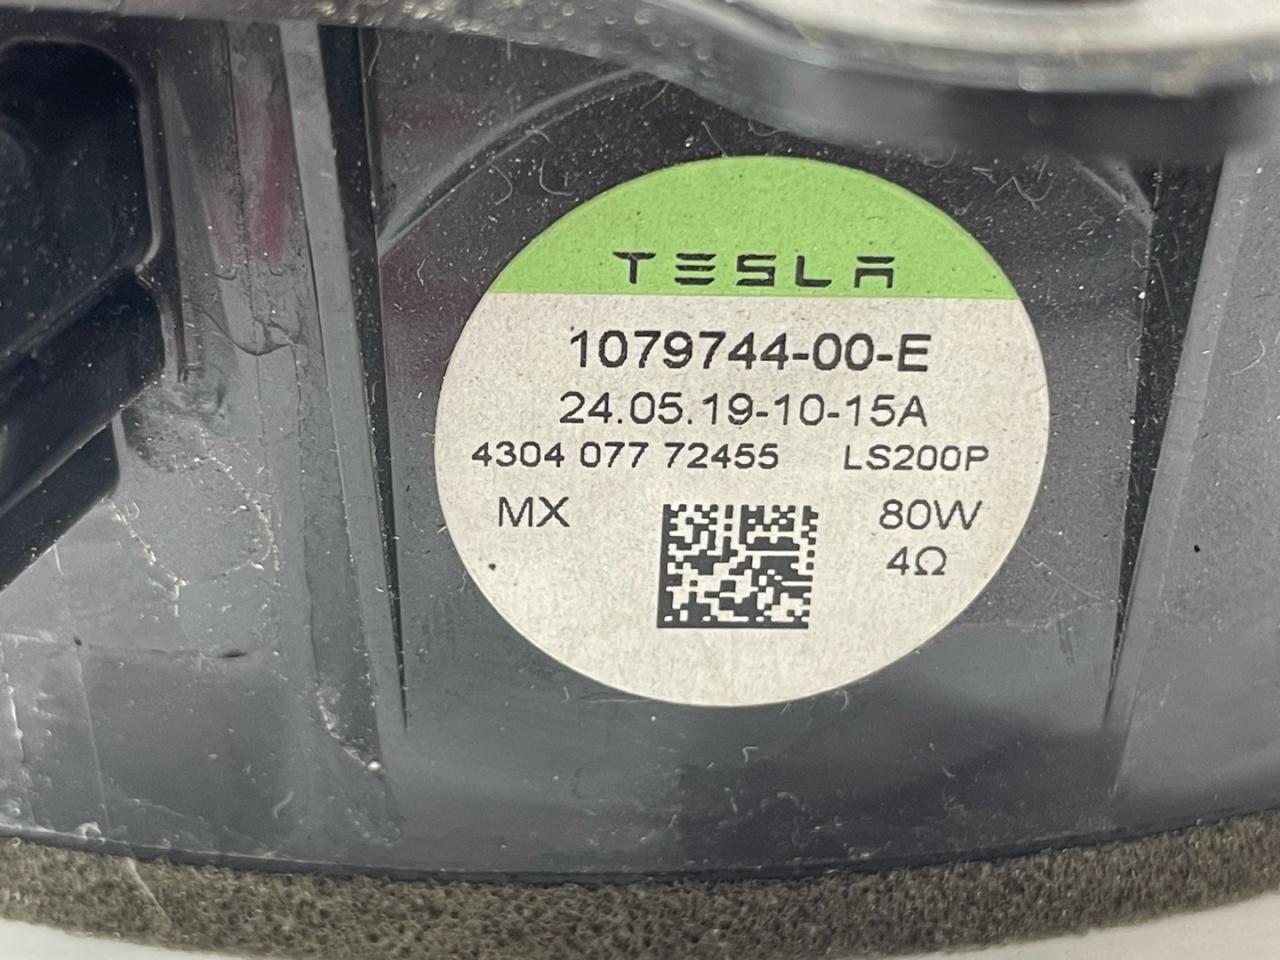 TESLA
1079744-00-E
24.05.19-10-15A
4304 077 72455 LS200P
MX 80W
4Ω